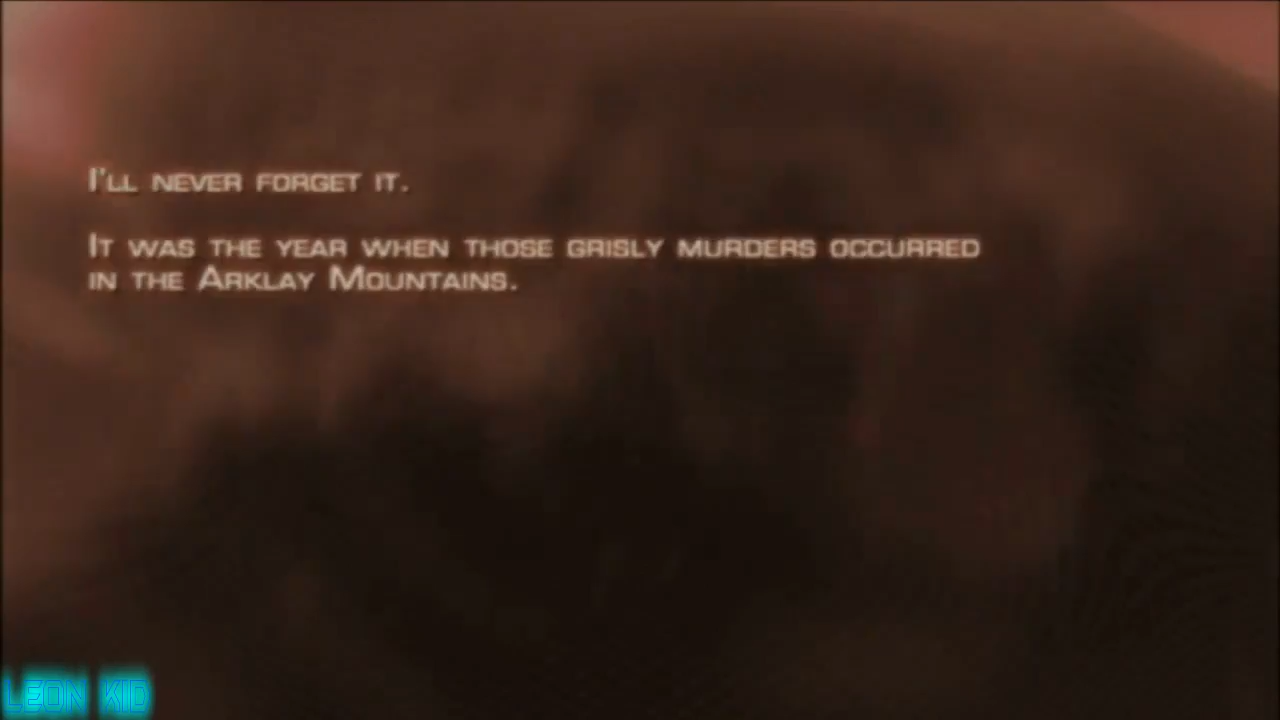 I'll never forget it.
It was the year when those grisly murders occurred
in the Arklay Mountains.
LEON KID